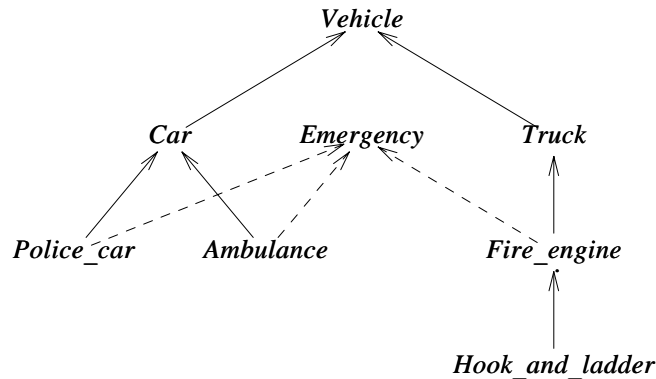 Vehicle
Car Emergency Truck
Police_car Ambulance Fire_engine
Hook_and_ladder